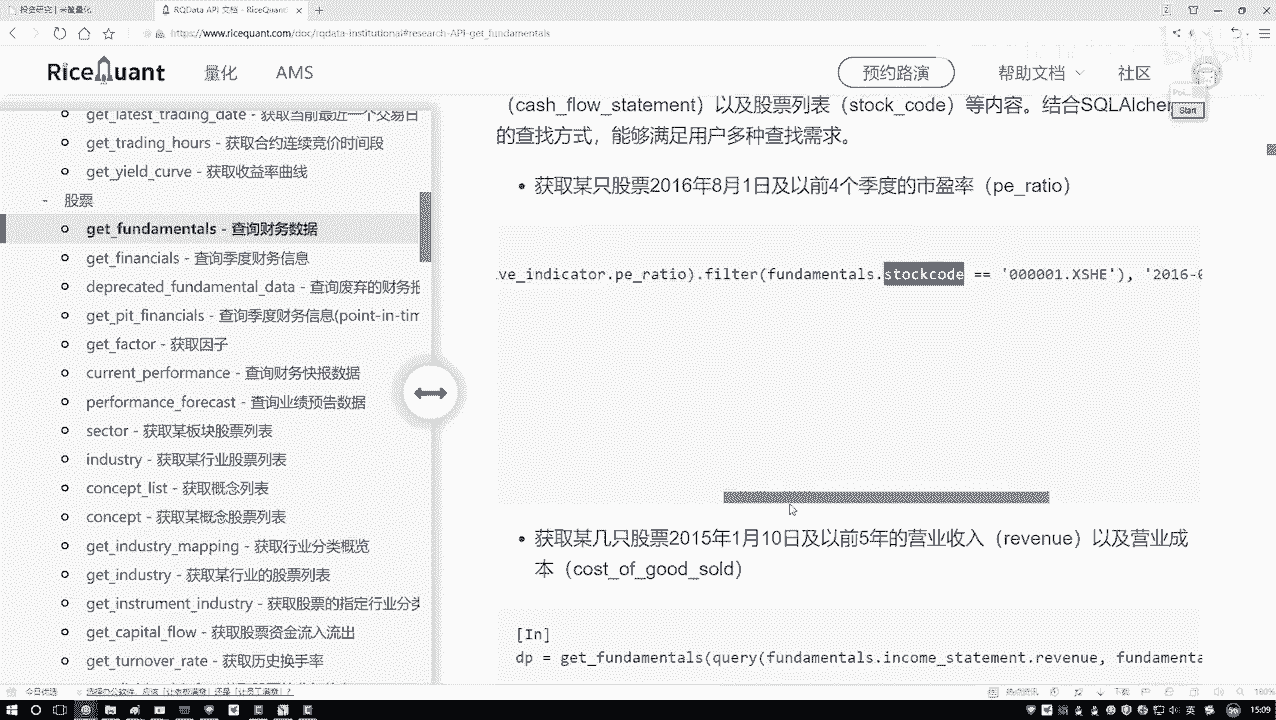 投资研究 | 米筐量化
RQData API 文档 - RiceQuant
https://www.ricequant.com/doc/rqdata-institutional#research-API-get_fundamentals
RiceQuant 量化 AMS 预约路演 帮助文档 社区
Start
get_latest_trading_date - 获取当前最近一个交易日
get_trading_hours - 获取合约连续竞价时间段
get_yield_curve - 获取收益率曲线
股票
get_fundamentals - 查询财务数据
get_financials - 查询季度财务信息
deprecated_fundamental_data - 查询废弃的财务报
get_pit_financials - 查询季度财务信息(point-in-tim
get_factor - 获取因子
current_performance - 查询财务快报数据
performance_forecast - 查询业绩预告数据
sector - 获取某板块股票列表
industry - 获取某行业股票列表
concept_list - 获取概念列表
concept - 获取某概念股票列表
get_industry_mapping - 获取行业分类概览
get_industry - 获取某行业的股票列表
get_instrument_industry - 获取股票的指定行业分类
get_capital_flow - 获取股票资金流入流出
get_turnover_rate - 获取历史换手率
（cash_flow_statement）以及股票列表（stock_code）等内容。结合SQLAlchem
的查找方式，能够满足用户多种查找需求。
获取某只股票2016年8月1日及以前4个季度的市盈率（pe_ratio）
ve_indicator.pe_ratio).filter(fundamentals.stockcode == '000001.XSHE'), '2016-0
获取某几只股票2015年1月10日及以前5年的营业收入（revenue）以及营业成
本（cost_of_good_sold）
[In]
dp = get_fundamentals(query(fundamentals.income_statement.revenue, fundamenta
今日优选
160%
英
15:09